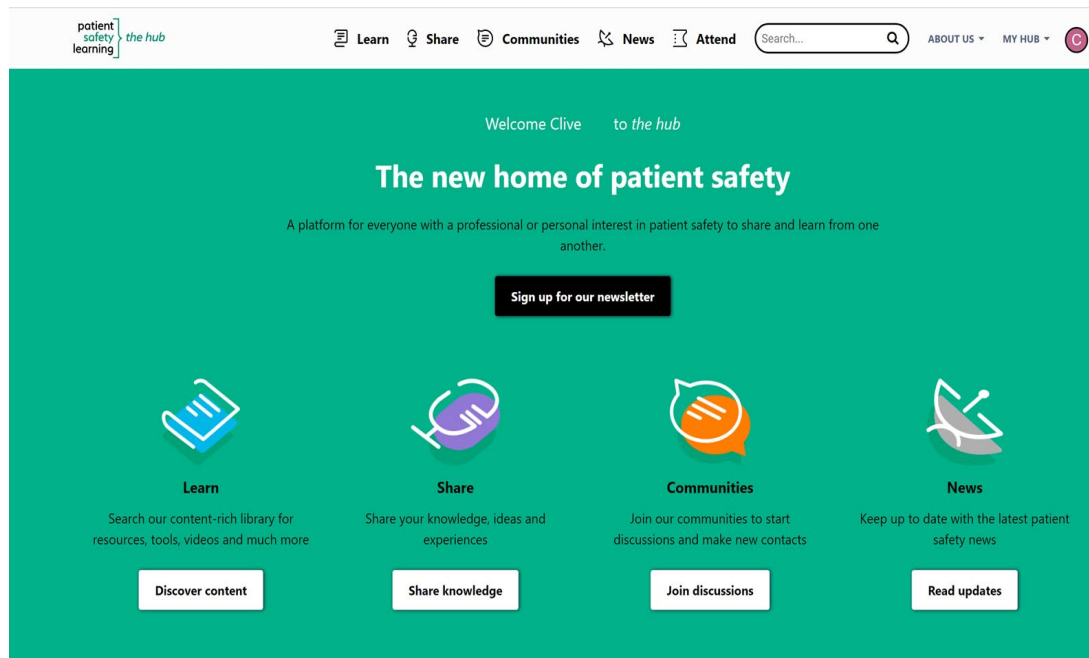 patient
safety
learning
the hub
Learn
Share
Communities
News
Attend
Search...
ABOUT US
MY HUB
C
Welcome Clive to the hub
The new home of patient safety
A platform for everyone with a professional or personal interest in patient safety to share and learn from one
another.
Sign up for our newsletter
Learn
Search our content-rich library for
resources, tools, videos and much more
Discover content
Share
Share your knowledge, ideas and
experiences
Share knowledge
Communities
Join our communities to start
discussions and make new contacts
Join discussions
News
Keep up to date with the latest patient
safety news
Read updates